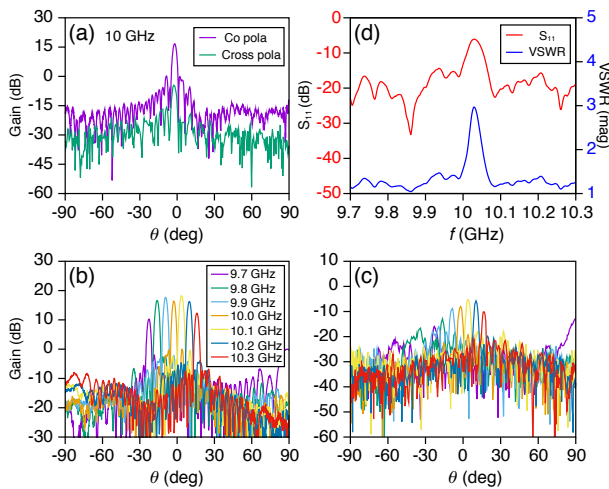 (a) 10 GHz
Co pola
Cross pola
Gain (dB)
30
15
0
-15
-30
-45
-60
-90 -60 -30 0 30 60 90
θ (deg)
(d)
S₁₁
VSWR
S₁₁ (dB)
0
-10
-20
-30
-40
-50
VSWR (mag)
5
4
3
2
1
9.7 9.8 9.9 10 10.1 10.2 10.3
f (GHz)
(b)
9.7 GHz
9.8 GHz
9.9 GHz
10.0 GHz
10.1 GHz
10.2 GHz
10.3 GHz
Gain (dB)
30
20
10
0
-10
-20
-30
-90 -60 -30 0 30 60 90
θ (deg)
(c)
10
0
-10
-20
-30
-40
-50
-60
-90 -60 -30 0 30 60 90
θ (deg)